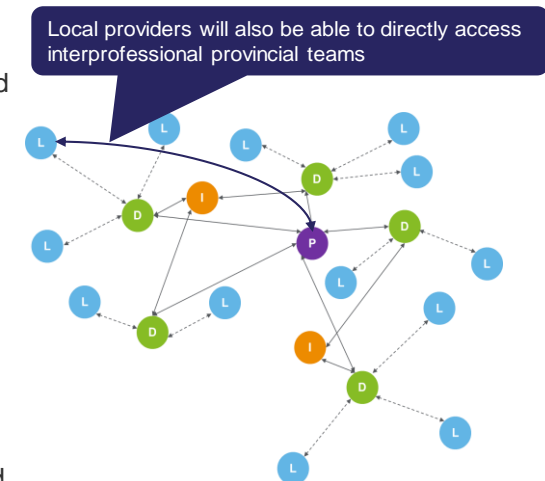 Local providers will also be able to directly access
interprofessional provincial teams
d
L
L
L
L
D
L
I
D
L
D
P
L
L
L
L
L
D
I
D
L
L
d